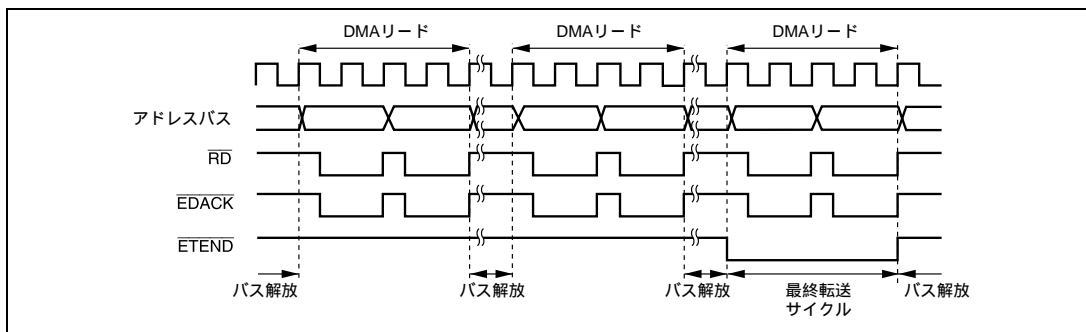 DMAリード DMAリード DMAリード
アドレスバス
RD
EDACK
ETEND
バス解放 バス解放 バス解放 最終転送 バス解放
サイクル